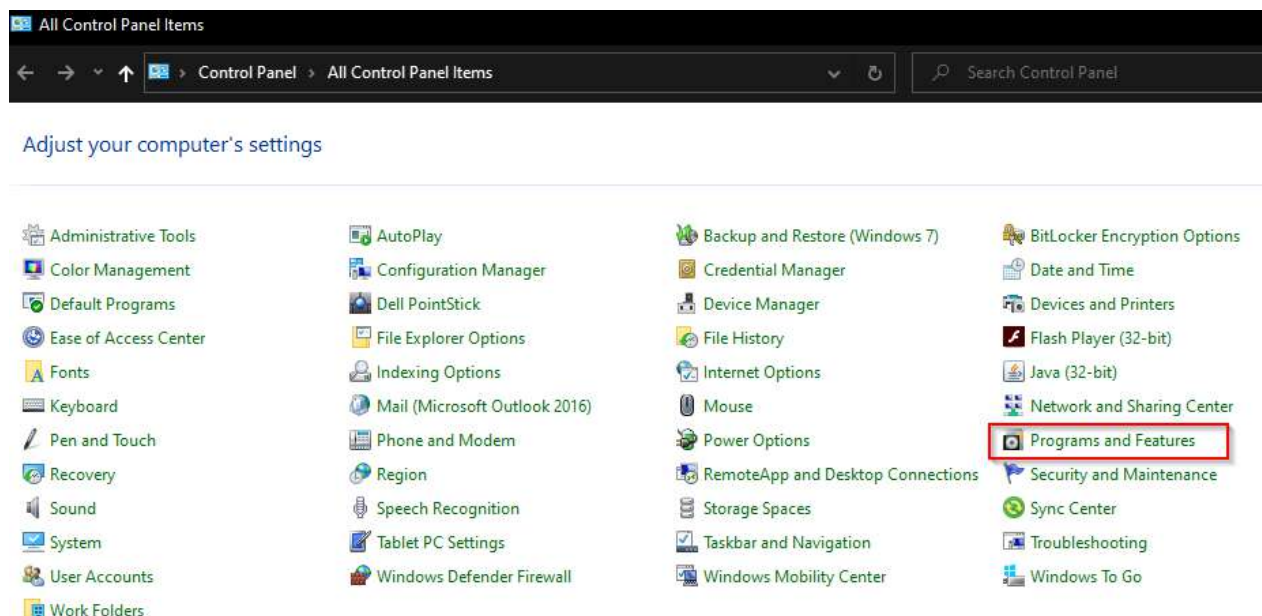 All Control Panel Items
Control Panel > All Control Panel Items
Search Control Panel
Adjust your computer's settings
Administrative Tools
AutoPlay
Backup and Restore (Windows 7)
BitLocker Encryption Options
Color Management
Configuration Manager
Credential Manager
Date and Time
Default Programs
Dell PointStick
Device Manager
Devices and Printers
Ease of Access Center
File Explorer Options
File History
Flash Player (32-bit)
Fonts
Indexing Options
Internet Options
Java (32-bit)
Keyboard
Mail (Microsoft Outlook 2016)
Mouse
Network and Sharing Center
Pen and Touch
Phone and Modem
Power Options
Programs and Features
Recovery
Region
RemoteApp and Desktop Connections
Security and Maintenance
Sound
Speech Recognition
Storage Spaces
Sync Center
System
Tablet PC Settings
Taskbar and Navigation
Troubleshooting
User Accounts
Windows Defender Firewall
Windows Mobility Center
Windows To Go
Work Folders